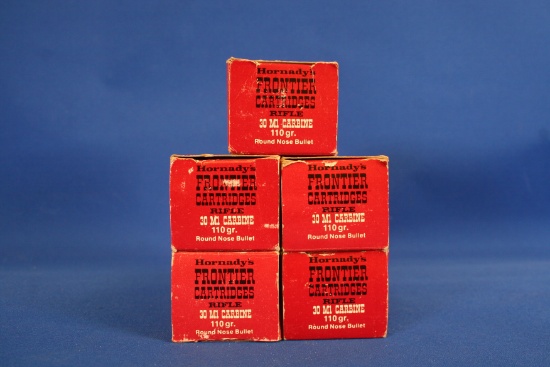 Hornady's
FRONTIER
CARTRIDGES
RIFLE
30 M1 CARBINE
110 gr.
Round Nose Bullet
Hornady's
FRONTIER
CARTRIDGES
RIFLE
30 M1 CARBINE
110 gr.
Round Nose Bullet
Hornady's
FRONTIER
CARTRIDGES
RIFLE
30 M1 CARBINE
110 gr.
Round Nose Bullet
Hornady's
FRONTIER
CARTRIDGES
RIFLE
30 M1 CARBINE
110 gr.
Round Nose Bullet
Hornady's
FRONTIER
CARTRIDGES
RIFLE
30 M1 CARBINE
110 gr.
Round Nose Bullet